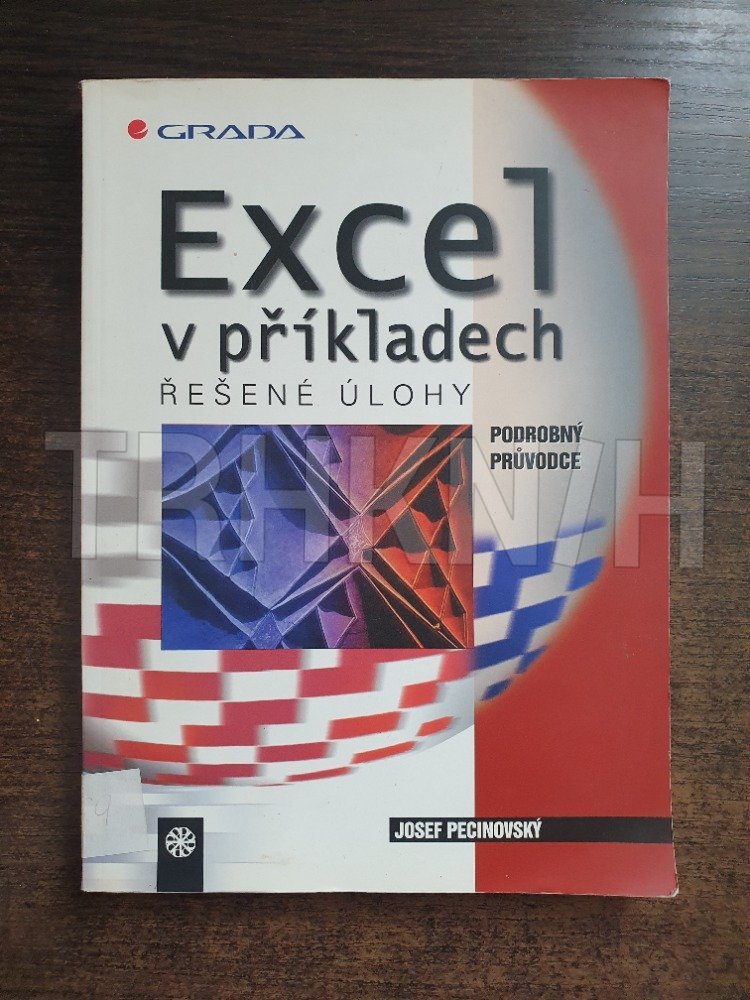 GRADA
Excel
v příkladech
ŘEŠENÉ ÚLOHY
PODROBNÝ
PRŮVODCE
TRHKNIH
JOSEF PECINOVSKÝ